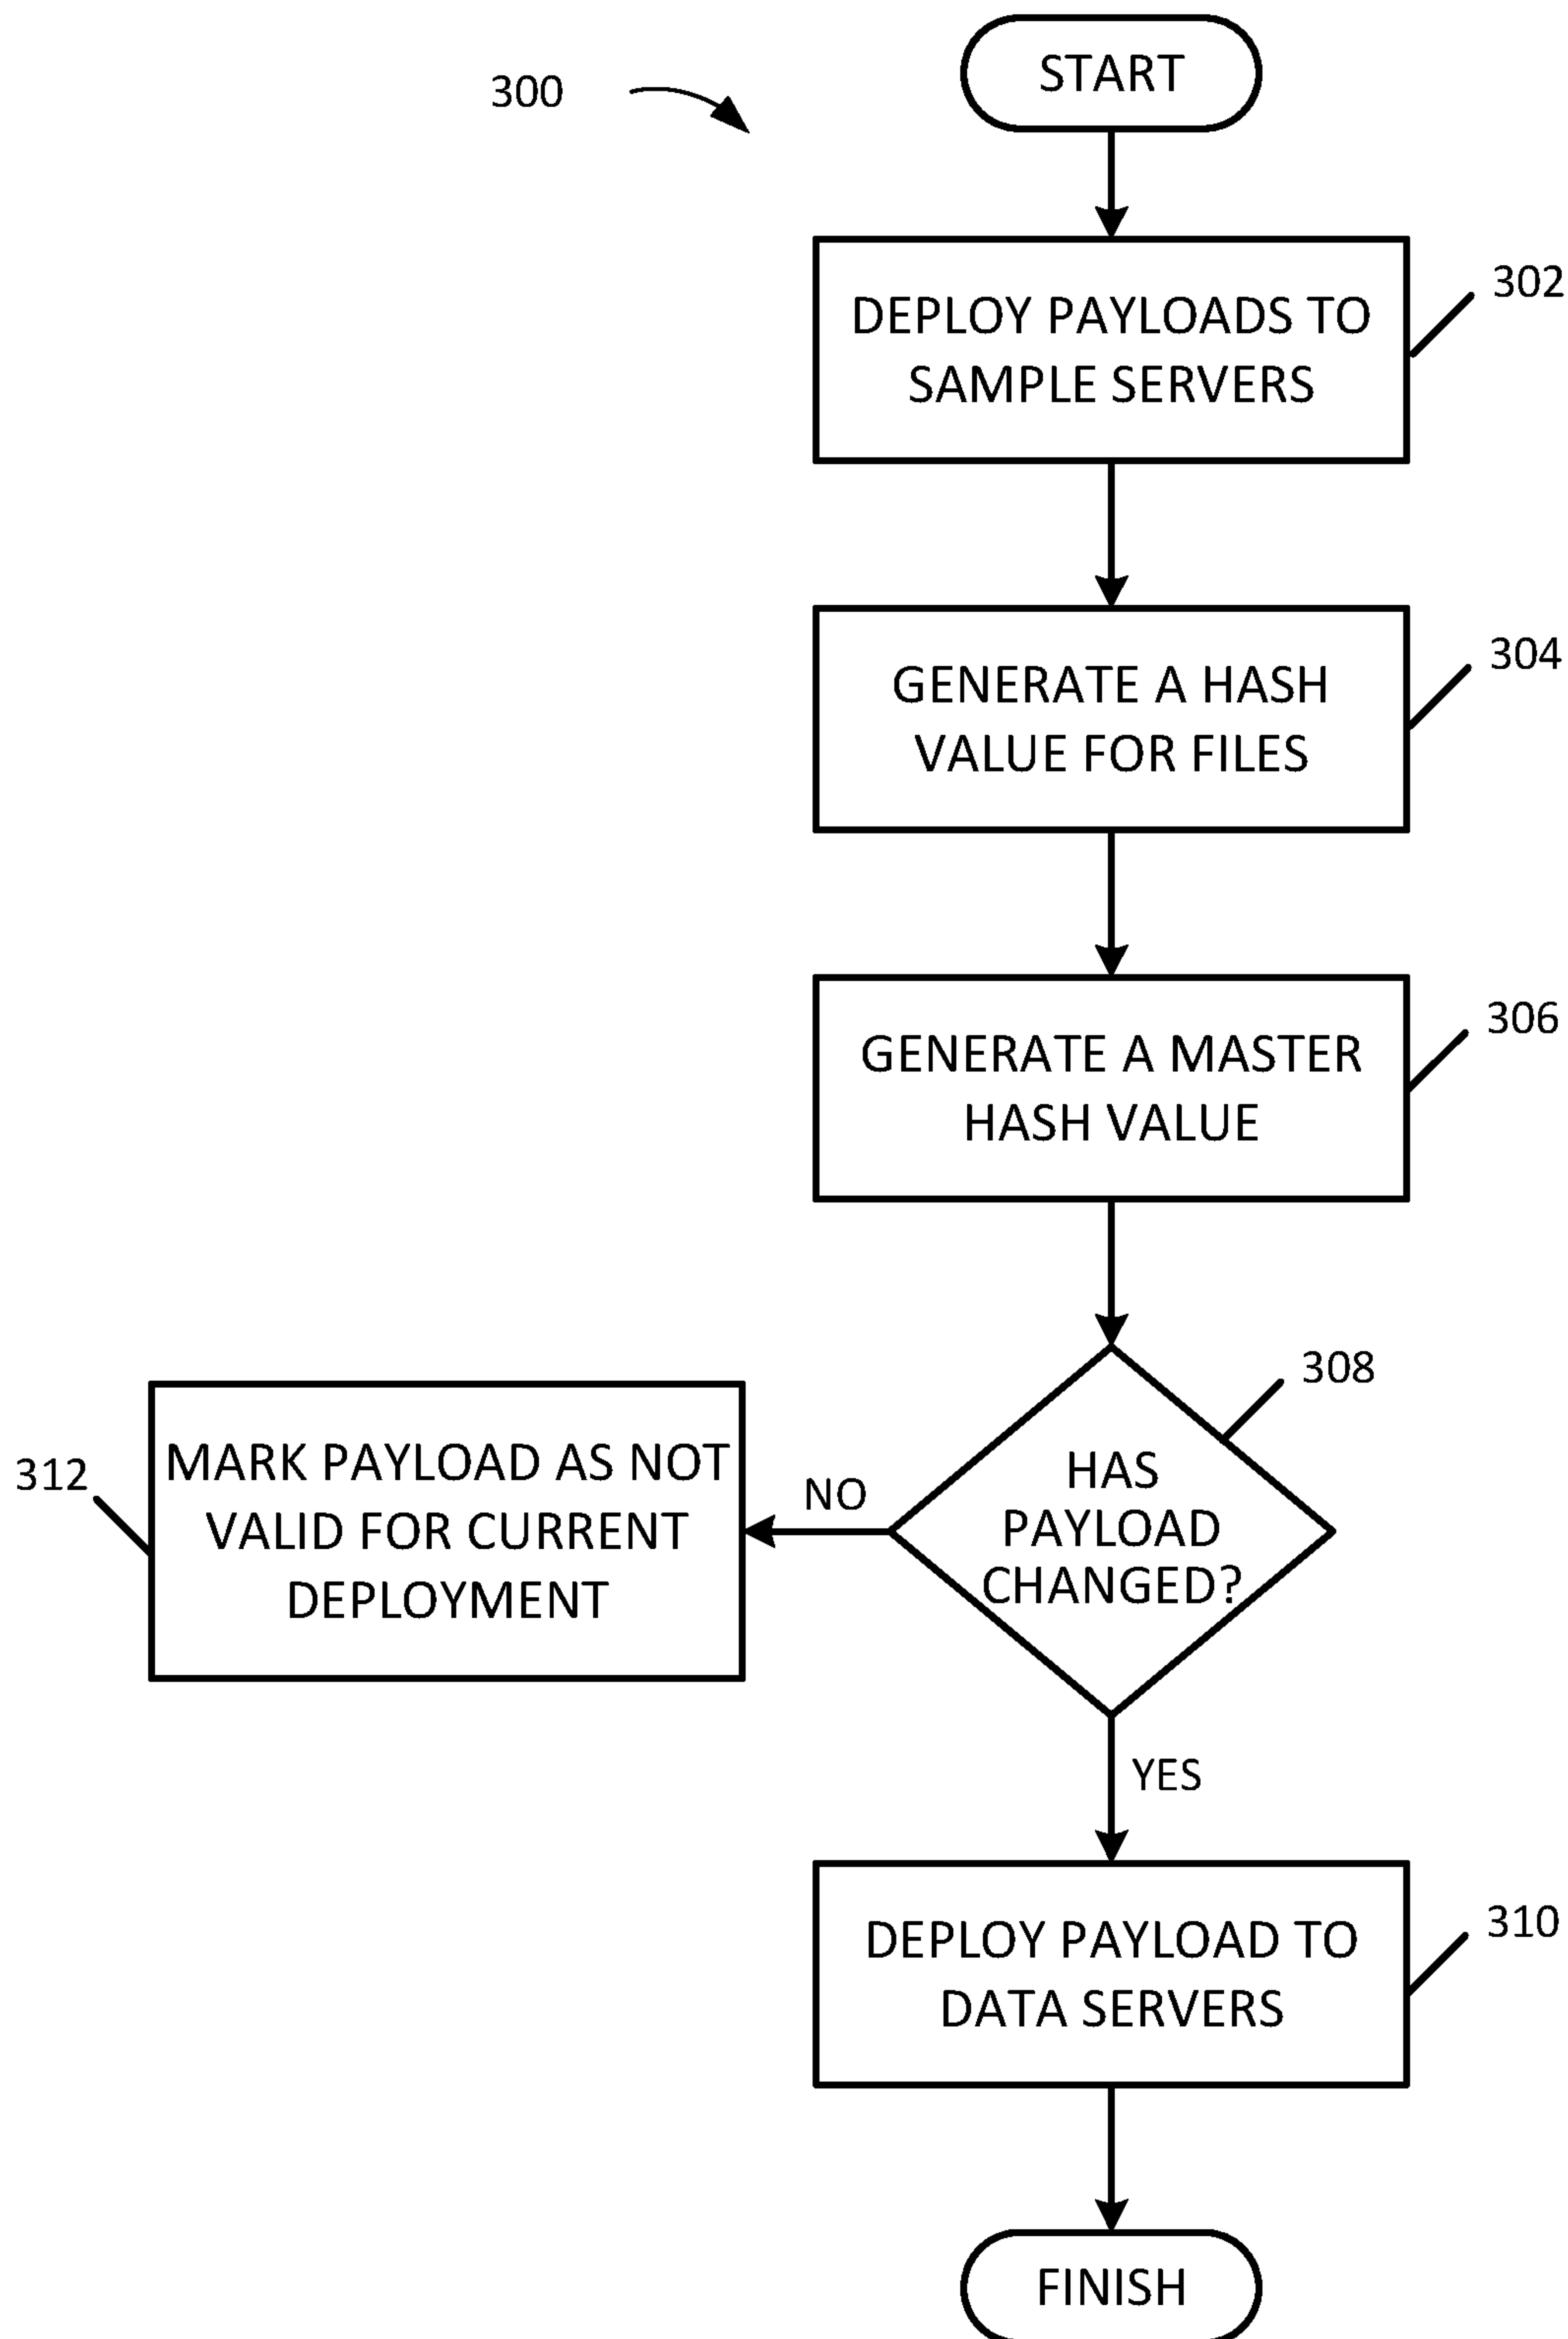 START
300
DEPLOY PAYLOADS TO
SAMPLE SERVERS
302
GENERATE A HASH
VALUE FOR FILES
304
GENERATE A MASTER
HASH VALUE
306
308
HAS
PAYLOAD
CHANGED?
NO
MARK PAYLOAD AS NOT
VALID FOR CURRENT
DEPLOYMENT
312
YES
DEPLOY PAYLOAD TO
DATA SERVERS
310
FINISH